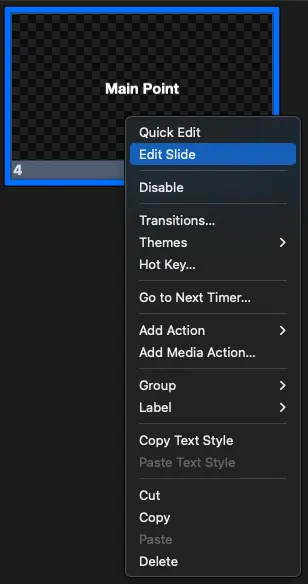 Main Point
4
Quick Edit
Edit Slide
Disable
Transitions...
Themes
Hot Key...
Go to Next Timer...
Add Action
Add Media Action...
Group
Label
Copy Text Style
Paste Text Style
Cut
Copy
Paste
Delete